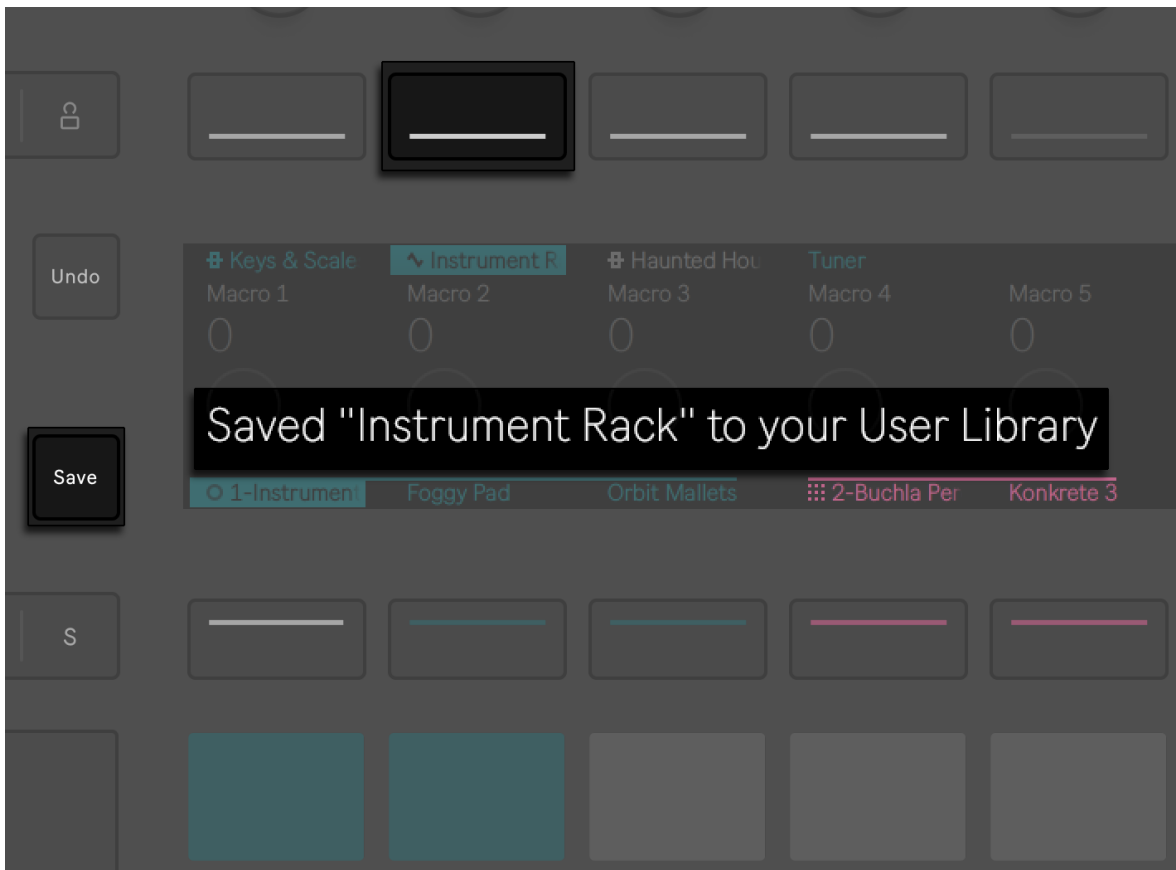 Keys & Scale Instrument R Haunted Hou Tuner
Undo
Macro 1 Macro 2 Macro 3 Macro 4 Macro 5
0 0 0 0 0
Saved "Instrument Rack" to your User Library
Save
1-Instrument Foggy Pad Orbit Mallets 2-Buchla Per Konkrete 3
S